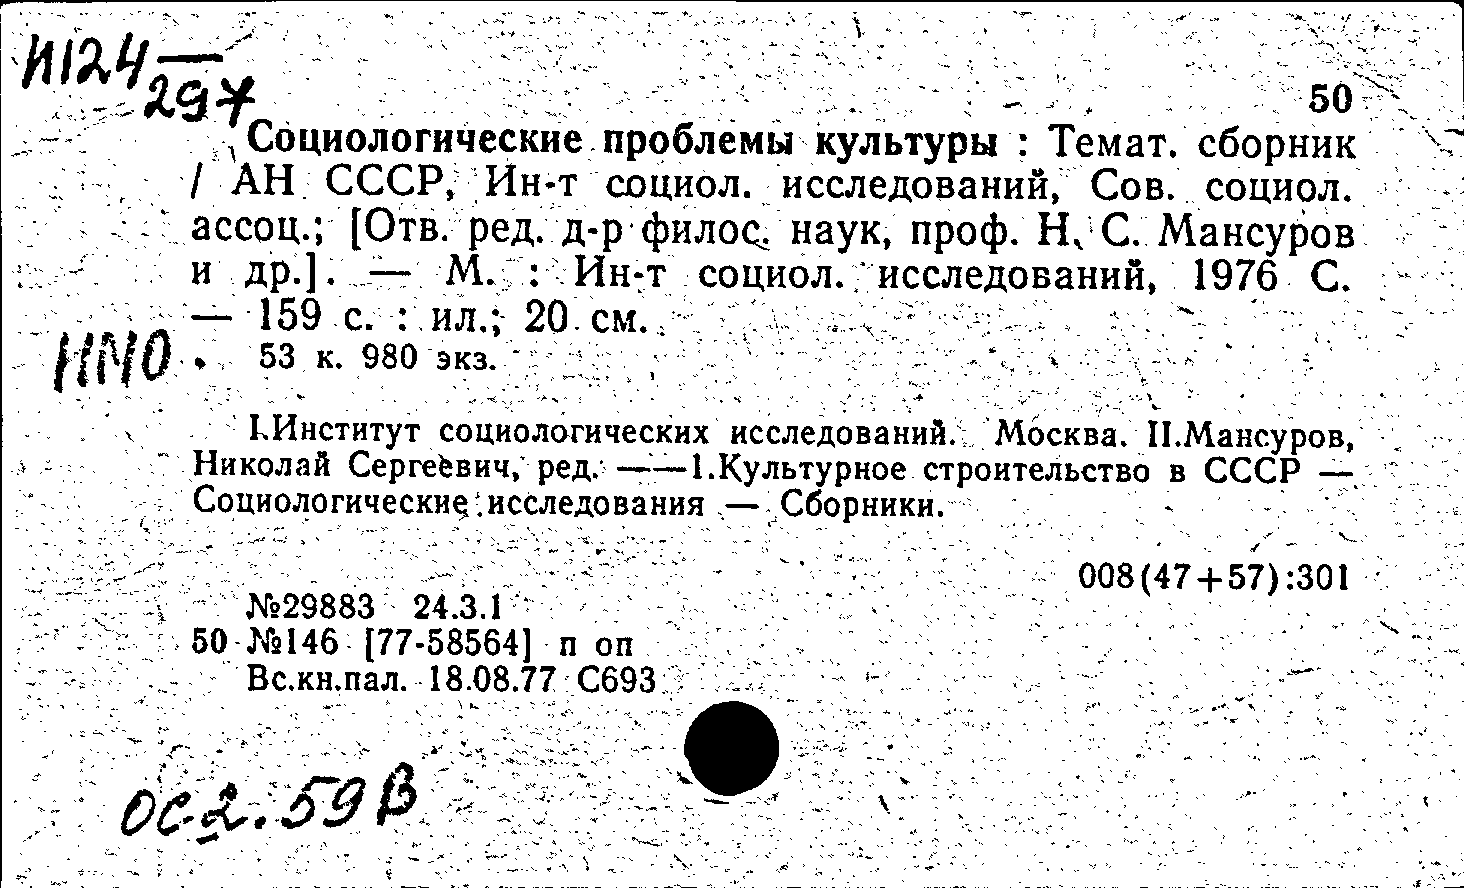 И124—
297
50
Социологические проблемы культуры : Темат. сборник
/ АН СССР, Ин-т социол. исследований, Сов. социол.
ассоц.; [Отв. ред. д-р филос. наук, проф. Н. С. Мансуров
и др.]. — М. : Ин-т социол. исследований, 1976 С.
— 159 с. : ил.; 20 см.
53 к. 980 экз.
I.Институт социологических исследований. Москва. II.Мансуров,
Николай Сергеевич, ред. ——1.Культурное строительство в СССР —
Социологические исследования — Сборники.
008(47+57):301
№29883 24.3.1
50 №146 [77-58564] п оп
Вс.кн.пал. 18.08.77 С693
ОС.2.59В